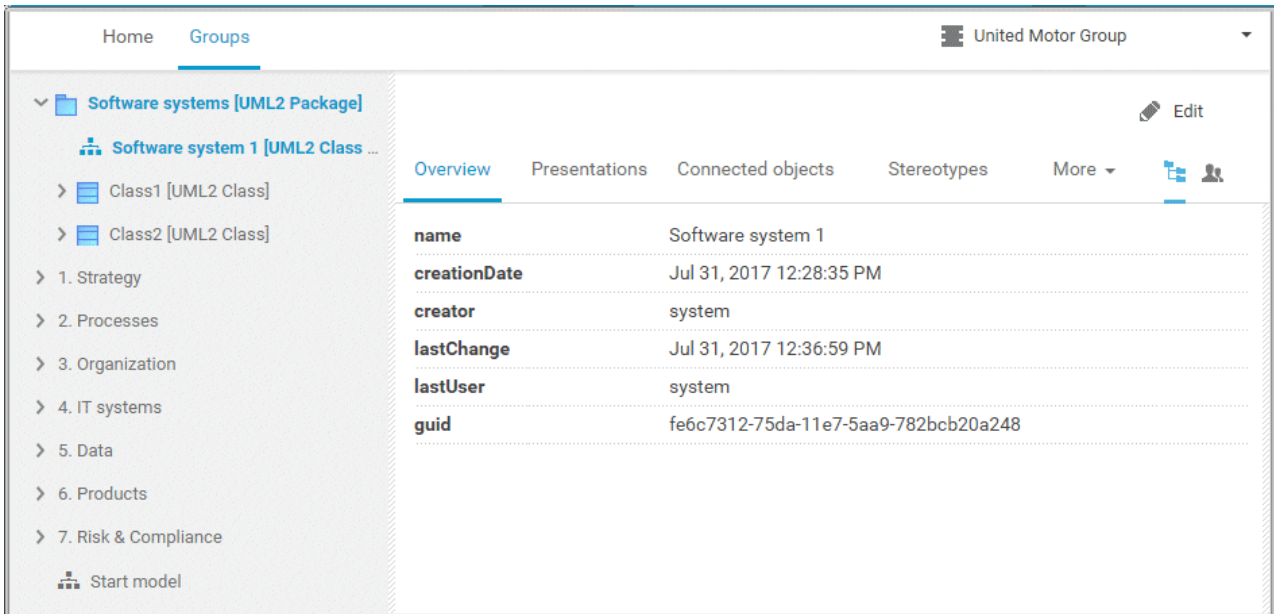 Home Groups United Motor Group
Software systems [UML2 Package]
Edit
Software system 1 [UML2 Class ...
Overview Presentations Connected objects Stereotypes More
Class1 [UML2 Class]
Class2 [UML2 Class]
name Software system 1
creationDate Jul 31, 2017 12:28:35 PM
1. Strategy
creator system
2. Processes
lastChange Jul 31, 2017 12:36:59 PM
3. Organization
lastUser system
4. IT systems
guid fe6c7312-75da-11e7-5aa9-782bcb20a248
5. Data
6. Products
7. Risk & Compliance
Start model